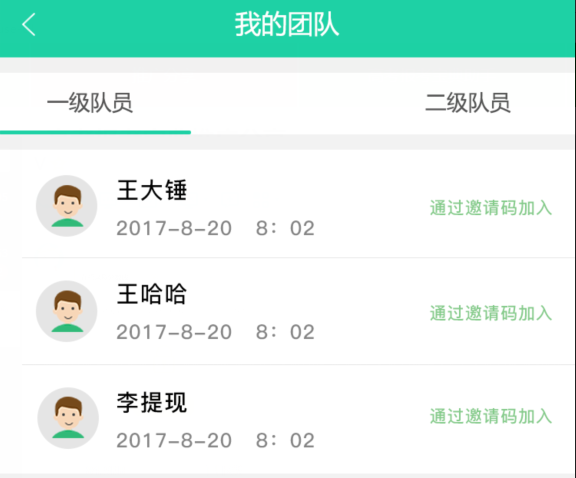 我的团队
一级队员 二级队员
王大锤
2017-8-20 8：02
通过邀请码加入
王哈哈
2017-8-20 8：02
通过邀请码加入
李提现
2017-8-20 8：02
通过邀请码加入